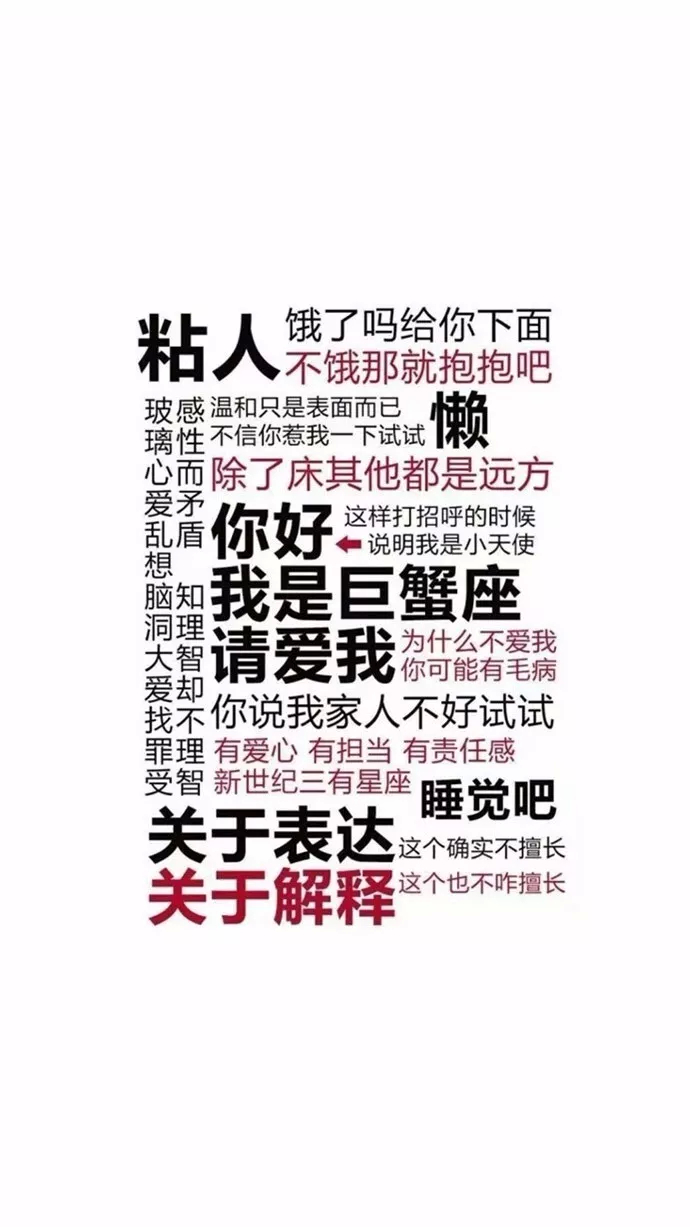 粘人
饿了吗给你下面
不饿那就抱抱吧
温和只是表面而已
不信你惹我一下试试
懒
除了床其他都是远方
玻璃心爱乱想
感性而矛盾
脑洞大爱找罪受
知理智却不理智
你好
这样打招呼的时候
说明我是小天使
我是巨蟹座
请爱我
为什么不爱我
你可能有毛病
你说我家人不好试试
有爱心 有担当 有责任感
新世纪三有星座
睡觉吧
关于表达
这个确实不擅长
关于解释
这个也不咋擅长